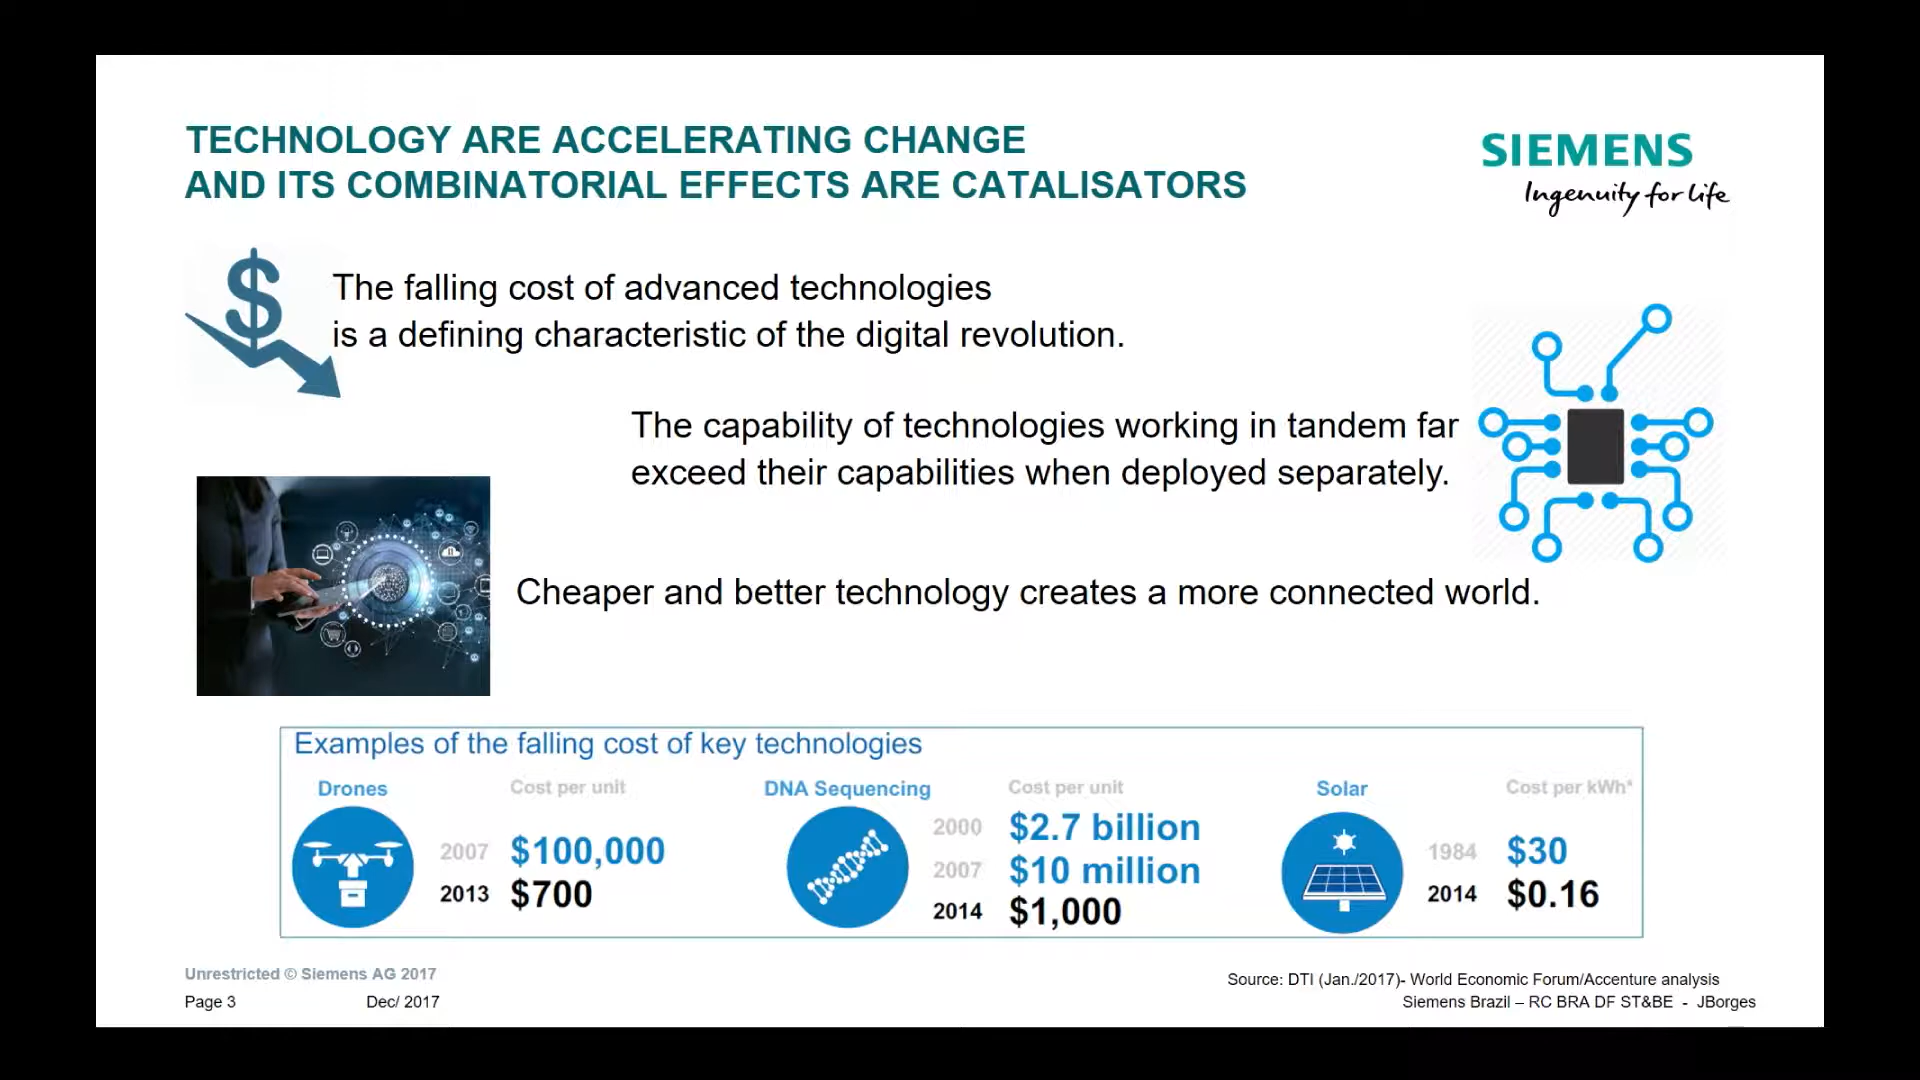 TECHNOLOGY ARE ACCELERATING CHANGE
AND ITS COMBINATORIAL EFFECTS ARE CATALISATORS
SIEMENS
Ingenuity for life
$
The falling cost of advanced technologies
is a defining characteristic of the digital revolution.
The capability of technologies working in tandem far
exceed their capabilities when deployed separately.
Cheaper and better technology creates a more connected world.
Examples of the falling cost of key technologies
Drones Cost per unit
2007 $100,000
2013 $700
DNA Sequencing Cost per unit
2000 $2.7 billion
2007 $10 million
2014 $1,000
Solar Cost per kWh*
1984 $30
2014 $0.16
Unrestricted © Siemens AG 2017
Page 3 Dec/ 2017
Source: DTI (Jan./2017)- World Economic Forum/Accenture analysis
Siemens Brazil – RC BRA DF ST&BE - JBorges